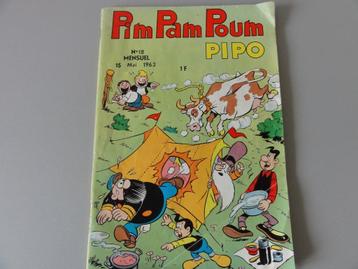 Pim Pam Poum
PIPO
N° 18
MENSUEL
15 Mai 1963
1 F